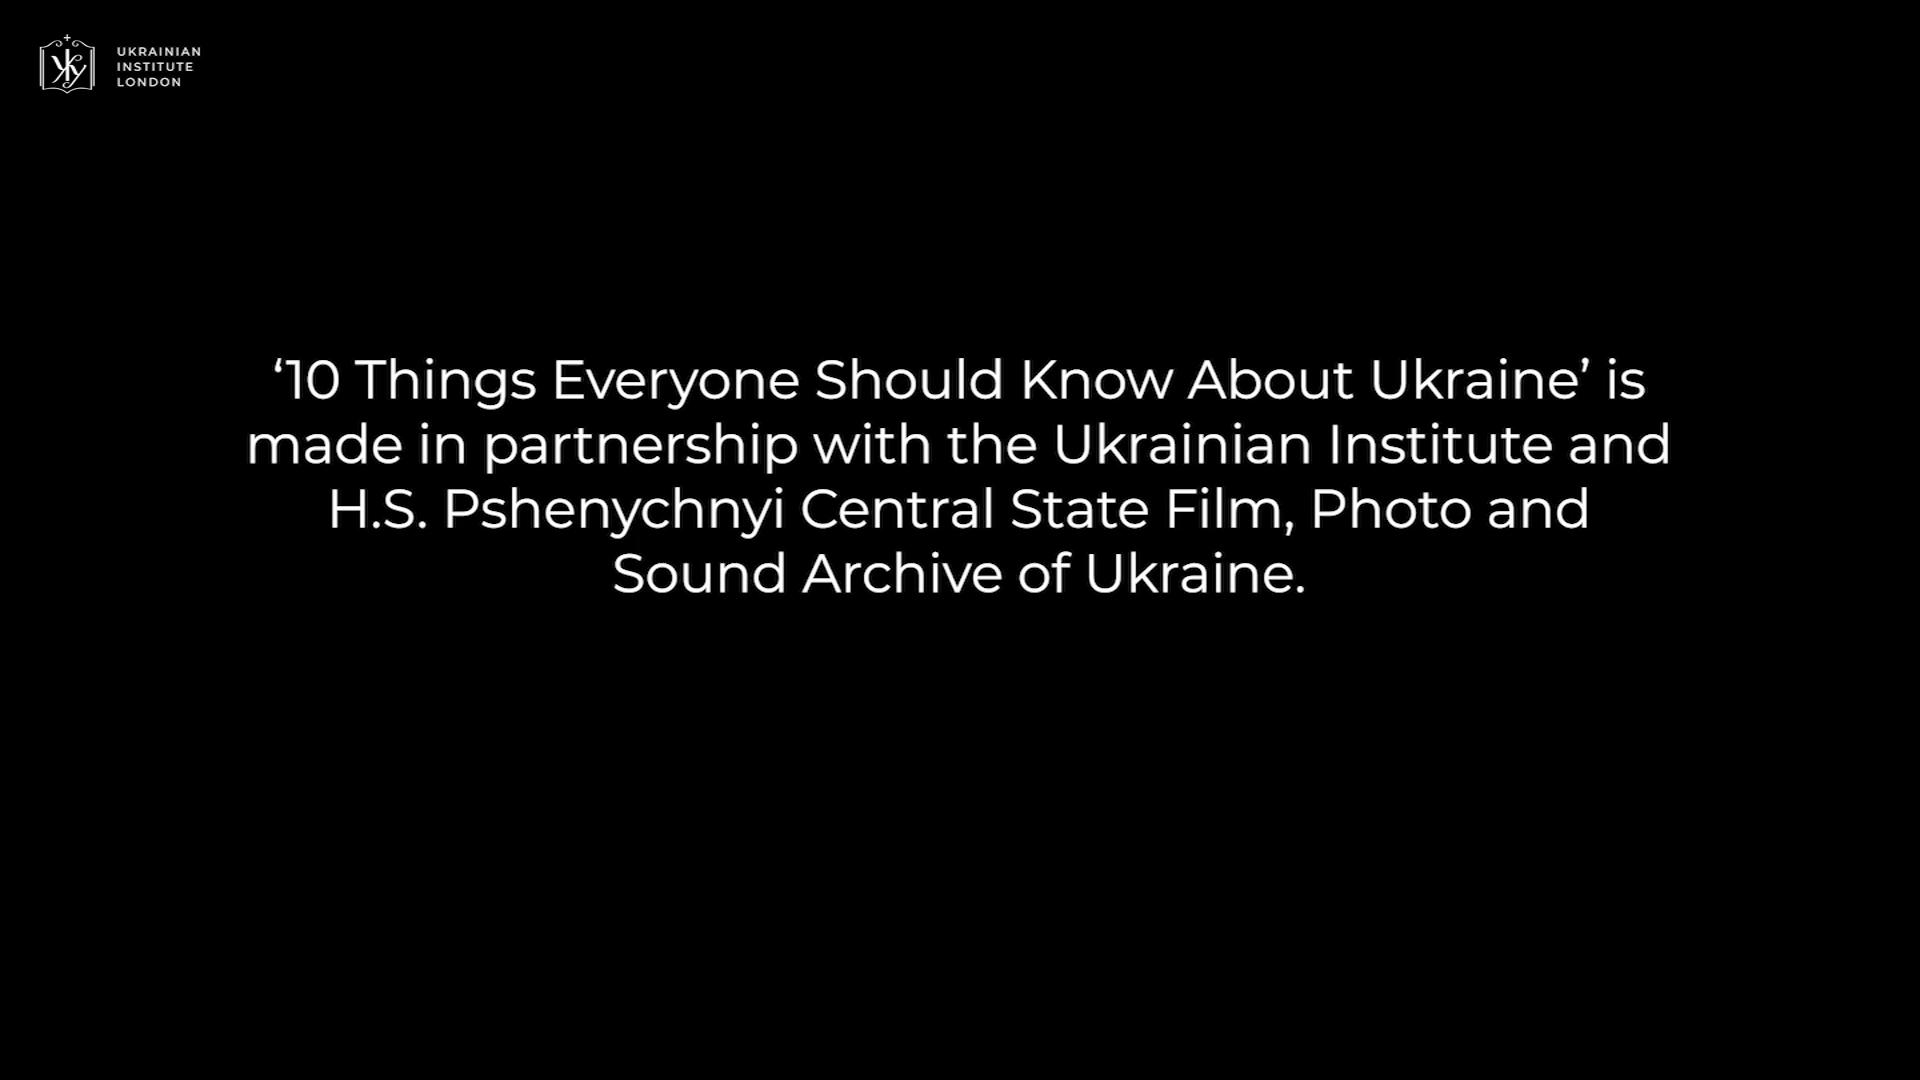 UKRAINIAN
INSTITUTE
LONDON
‘10 Things Everyone Should Know About Ukraine’ is
made in partnership with the Ukrainian Institute and
H.S. Pshenychnyi Central State Film, Photo and
Sound Archive of Ukraine.